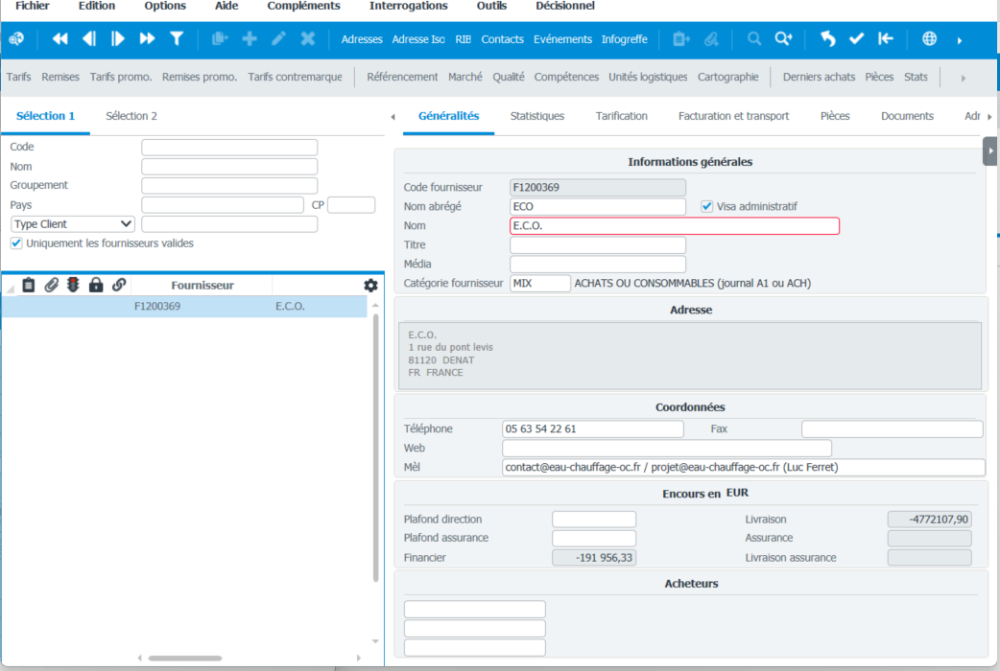 Fichier Edition Options Aide Compléments Interrogations Outils Décisionnel
Adresses Adresse Iso RIB Contacts Evénements Infogreffe
Tarifs Remises Tarifs promo. Remises promo. Tarifs contremarque Référencement Marché Qualité Compétences Unités logistiques Cartographie Derniers achats Pièces Stats
Sélection 1 Sélection 2
Code
Nom
Groupement
Pays CP
Type Client
Uniquement les fournisseurs valides
Fournisseur
F1200369 E.C.O.
Généralités Statistiques Tarification Facturation et transport Pièces Documents Adr
Informations générales
Code fournisseur F1200369
Nom abrégé ECO Visa administratif
Nom E.C.O.
Titre
Média
Catégorie fournisseur MIX ACHATS OU CONSOMMABLES (journal A1 ou ACH)
Adresse
E.C.O.
1 rue du pont levis
81120 DENAT
FR FRANCE
Coordonnées
Téléphone 05 63 54 22 61 Fax
Web
Mèl contact@eau-chauffage-oc.fr / projet@eau-chauffage-oc.fr (Luc Ferret)
Encours en EUR
Plafond direction Livraison -4772107,90
Plafond assurance Assurance
Financier -191 956,33 Livraison assurance
Acheteurs